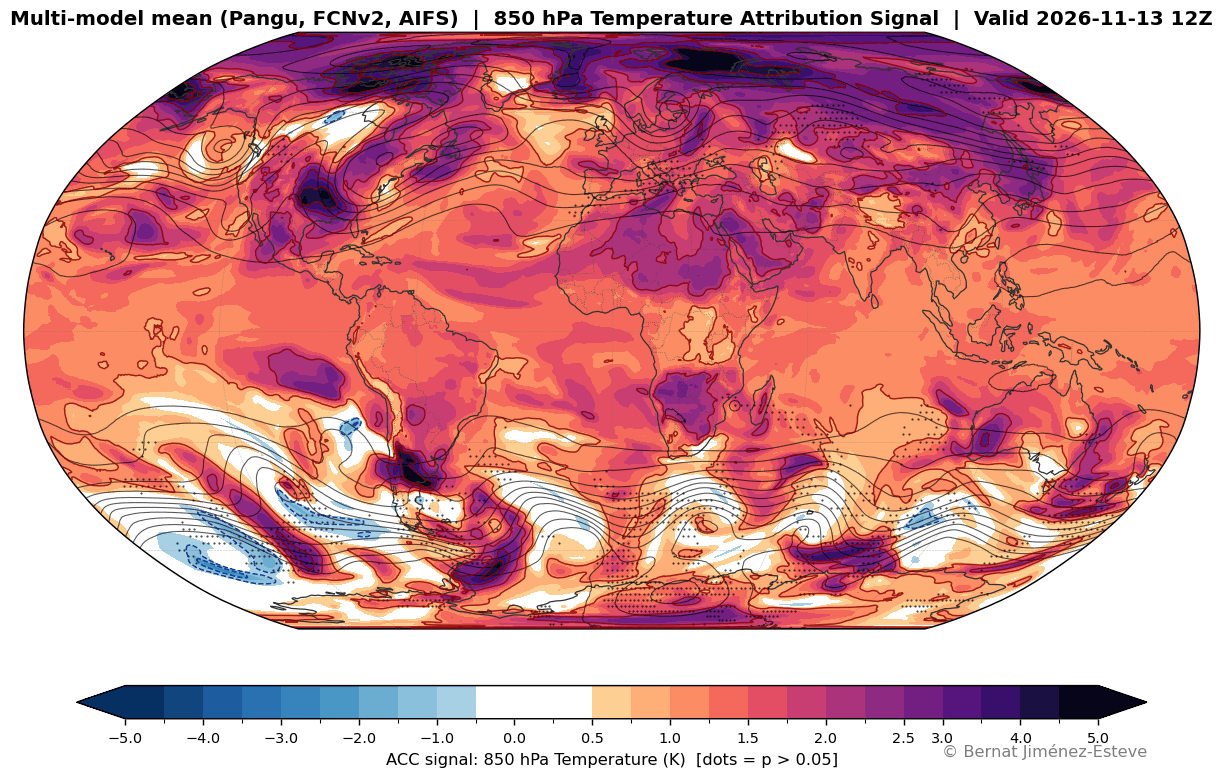 Multi-model mean (Pangu, FCNv2, AIFS)  |  850 hPa Temperature Attribution Signal  |  Valid 2026-11-13 12Z
−5.0 −4.0 −3.0 −2.0 −1.0 0.0 0.5 1.0 1.5 2.0 2.5 3.0 4.0 5.0
ACC signal: 850 hPa Temperature (K)  [dots = p > 0.05]
© Bernat Jiménez-Esteve